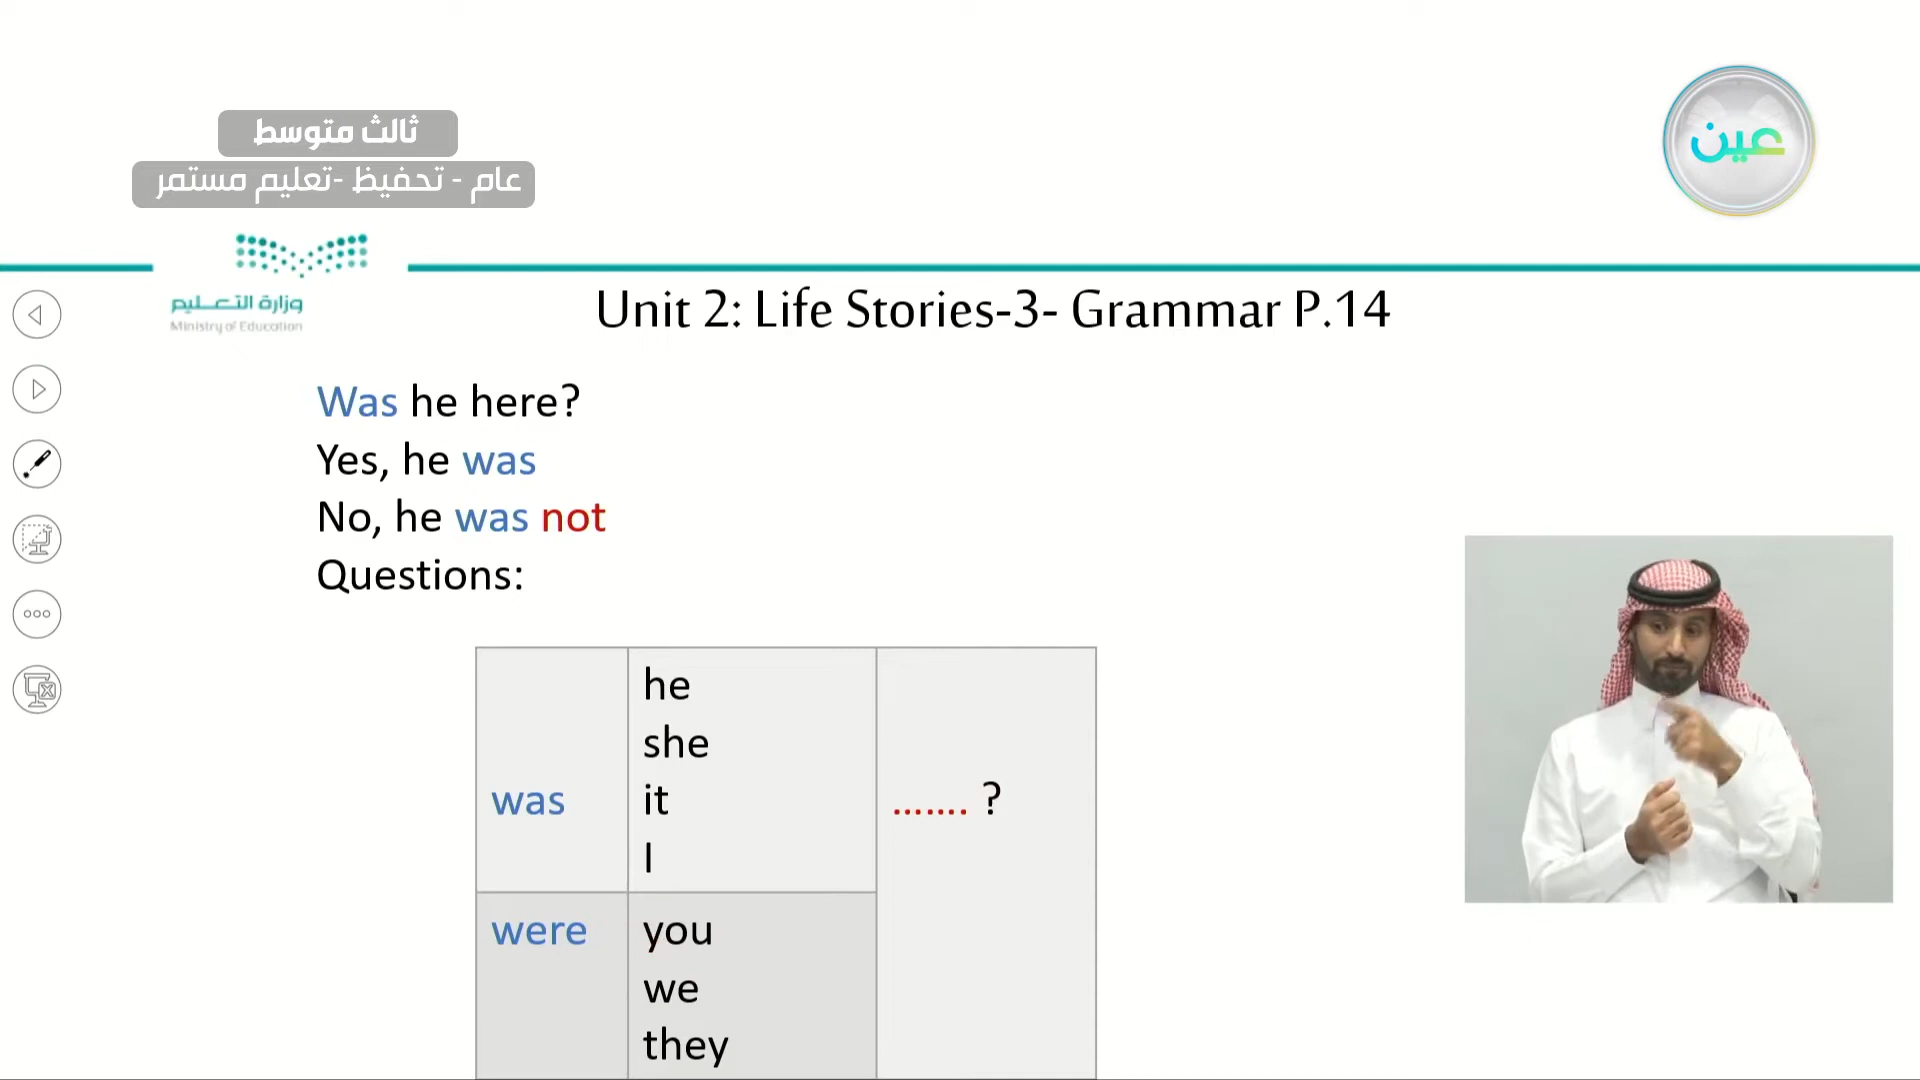 ثالث متوسط
عام - تحفيظ -تعليم مستمر
عين
وزارة التعليم
Ministry of Education
Unit 2: Life Stories-3- Grammar P.14
Was he here?
Yes, he was
No, he was not
Questions:
he
she
was it ....... ?
I
were you
we
they